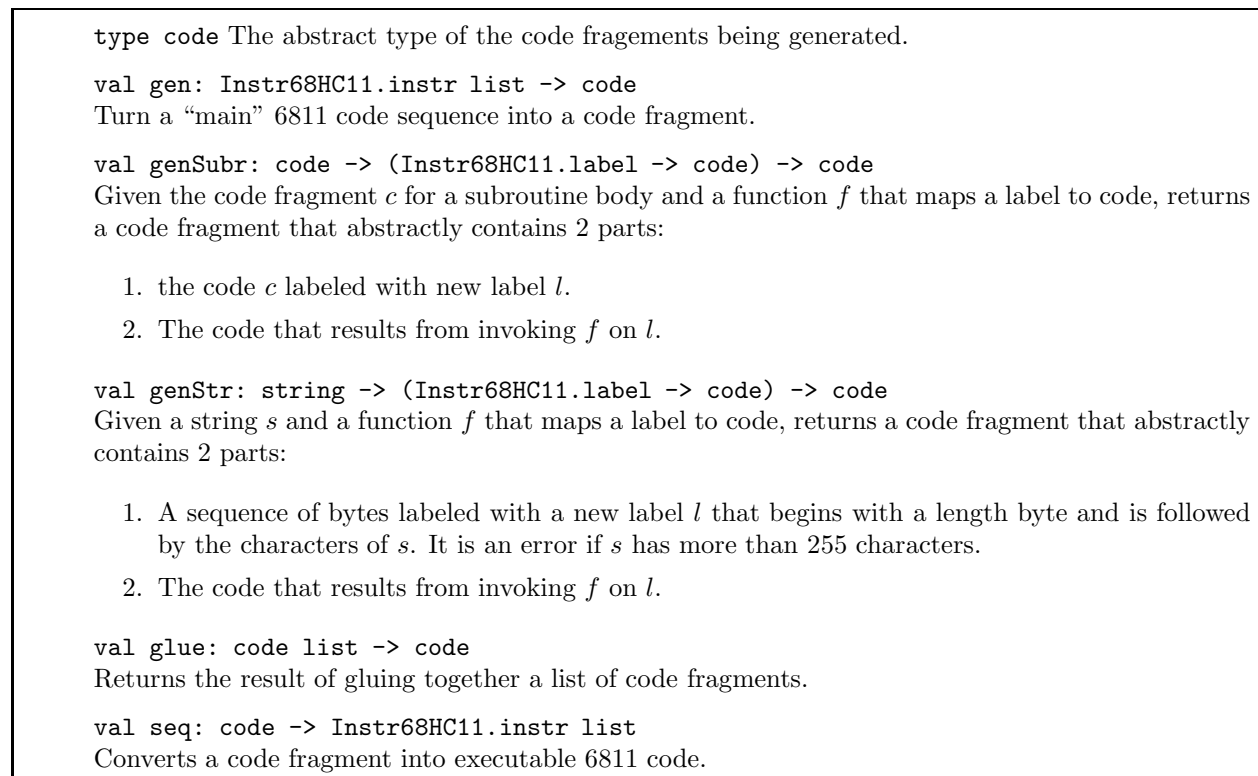 type code The abstract type of the code fragements being generated.
val gen: Instr68HC11.instr list -> code
Turn a “main” 6811 code sequence into a code fragment.
val genSubr: code -> (Instr68HC11.label -> code) -> code
Given the code fragment c for a subroutine body and a function f that maps a label to code, returns
a code fragment that abstractly contains 2 parts:
1. the code c labeled with new label l.
2. The code that results from invoking f on l.
val genStr: string -> (Instr68HC11.label -> code) -> code
Given a string s and a function f that maps a label to code, returns a code fragment that abstractly
contains 2 parts:
1. A sequence of bytes labeled with a new label l that begins with a length byte and is followed
by the characters of s. It is an error if s has more than 255 characters.
2. The code that results from invoking f on l.
val glue: code list -> code
Returns the result of gluing together a list of code fragments.
val seq: code -> Instr68HC11.instr list
Converts a code fragment into executable 6811 code.